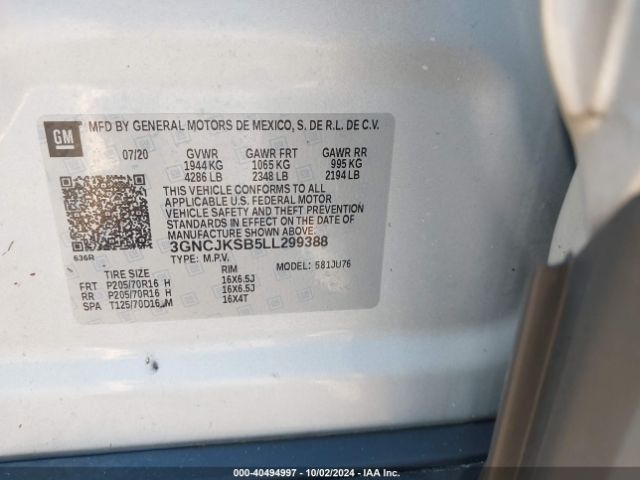 GM
MFD BY GENERAL MOTORS DE MEXICO, S. DE R.L. DE C.V.
07/20 GVWR GAWR FRT GAWR RR
1944 KG 1065 KG 995 KG
4286 LB 2348 LB 2194 LB
THIS VEHICLE CONFORMS TO ALL
APPLICABLE U.S. FEDERAL MOTOR
VEHICLE SAFETY AND THEFT PREVENTION
STANDARDS IN EFFECT ON THE DATE OF
MANUFACTURE SHOWN ABOVE.
3GNCJKSB5LL299388
636R TYPE: M.P.V. MODEL: 581JU76
TIRE SIZE RIM
FRT P205/70R16 H 16X6.5J
RR P205/70R16 H 16X6.5J
SPA T125/70D16 M 16X4T
000-40494997 - 10/02/2024 - IAA Inc.